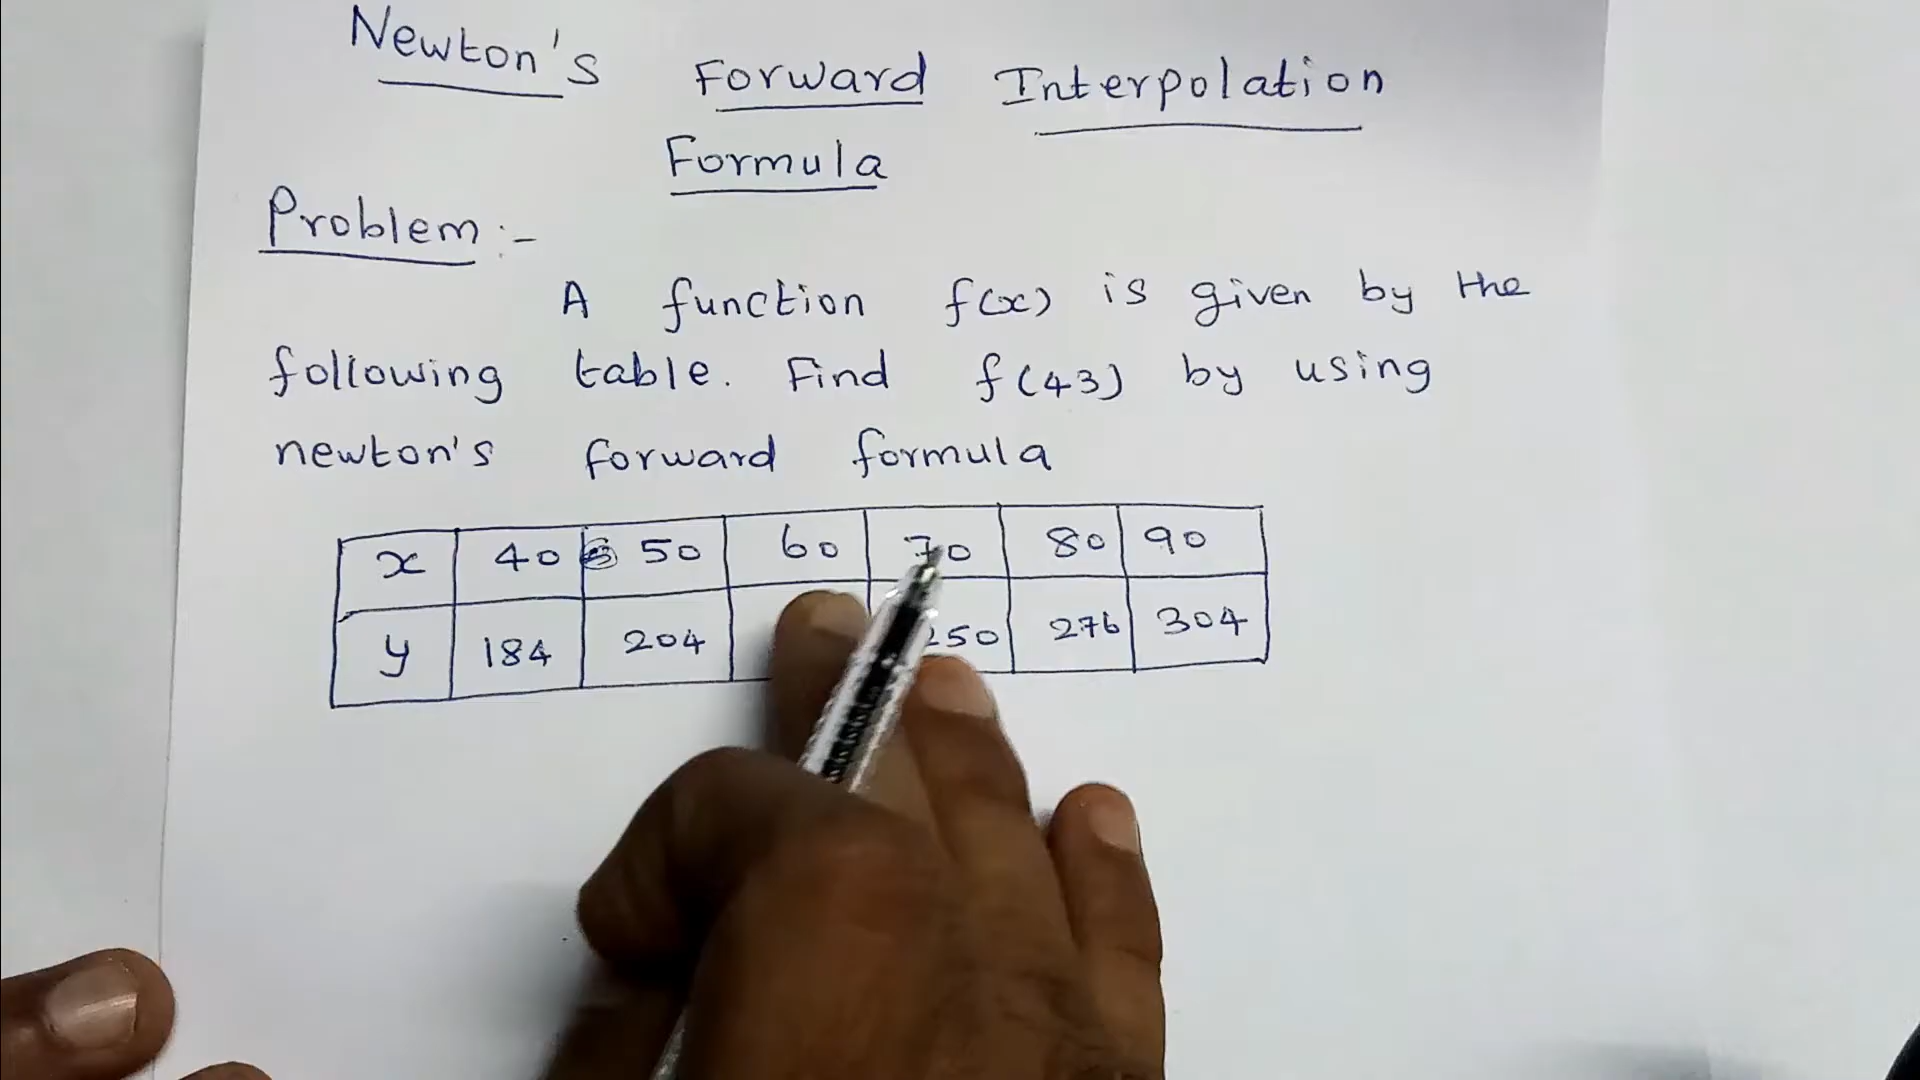 Newton's Forward Interpolation
Formula
Problem :-
A function f(x) is given by the
following table. Find f(43) by using
newton's forward formula
x 40 50 60 70 80 90
y 184 204 250 276 304